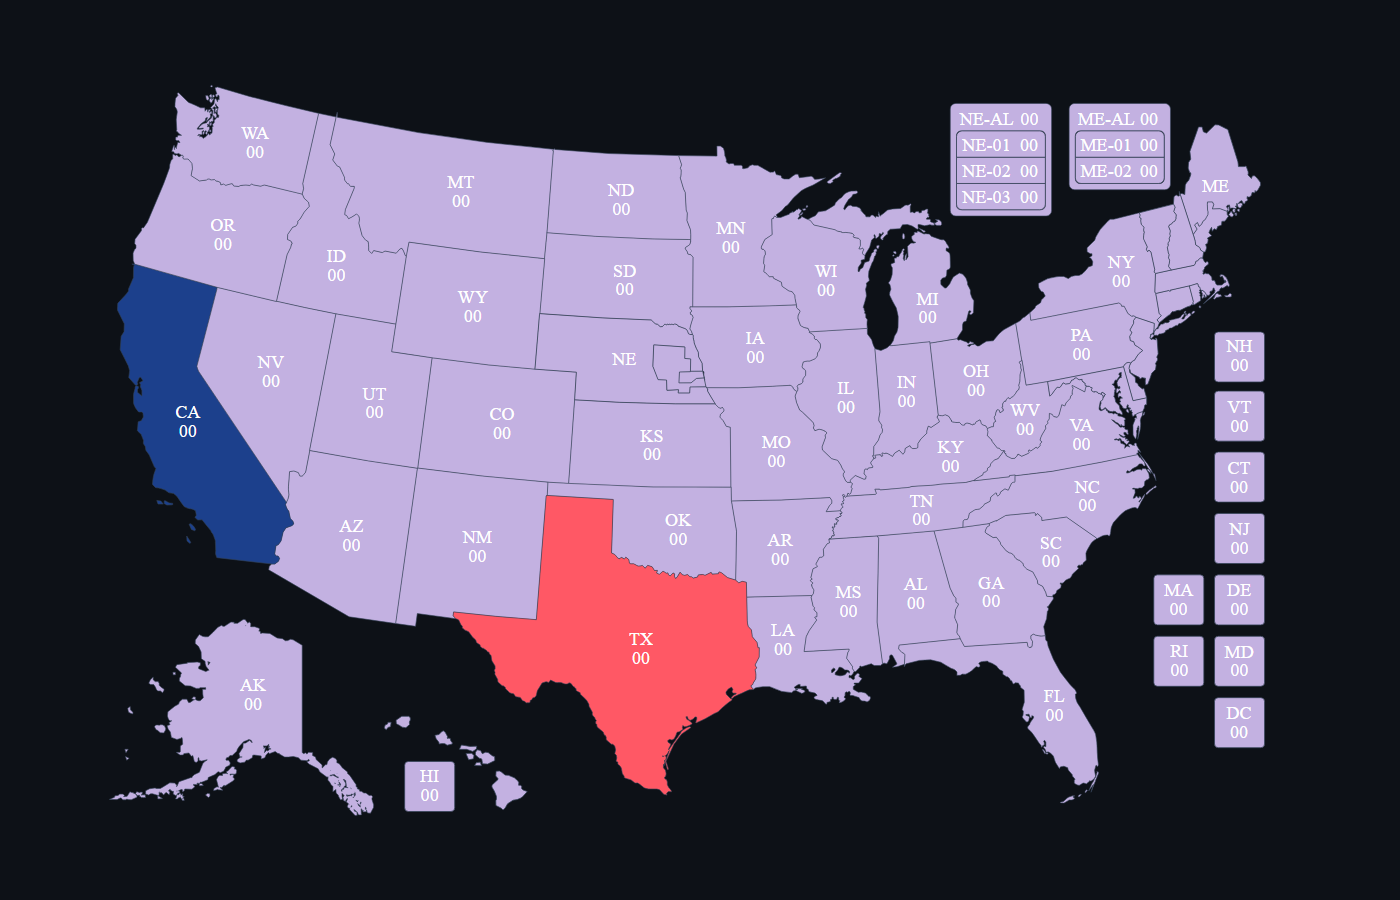 WA
00
OR
00
CA
00
NV
00
ID
00
MT
00
WY
00
UT
00
CO
00
AZ
00
NM
00
ND
00
SD
00
NE
KS
00
OK
00
TX
00
MN
00
IA
00
MO
00
AR
00
LA
00
WI
00
IL
00
MI
00
IN
00
OH
00
KY
00
TN
00
MS
00
AL
00
GA
00
FL
00
SC
00
NC
00
VA
00
WV
00
PA
00
NY
00
ME
NE-AL 00
NE-01 00
NE-02 00
NE-03 00
ME-AL 00
ME-01 00
ME-02 00
NH
00
VT
00
CT
00
NJ
00
MA
00
DE
00
RI
00
MD
00
DC
00
AK
00
HI
00